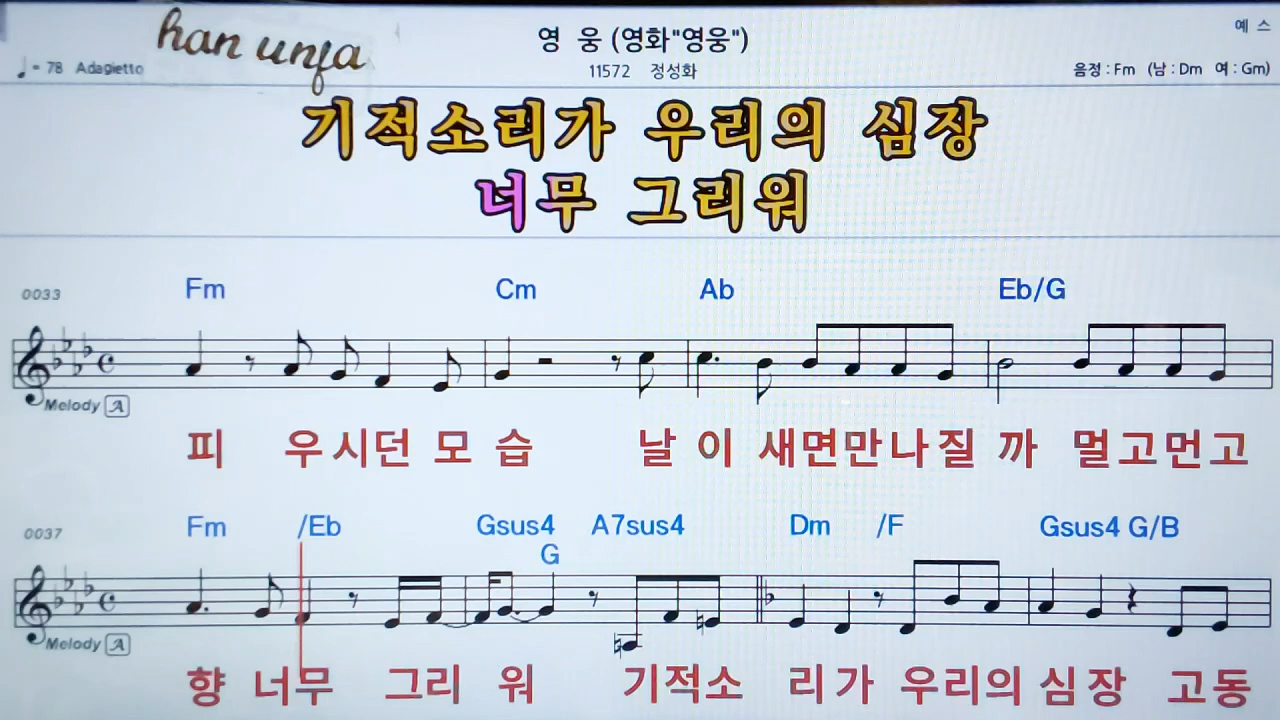 han unfa
영 웅 (영화"영웅")
예 스
♩= 78 Adagietto
11572 정성화
음정 : Fm (남 : Dm 여 : Gm)
기적소리가 우리의 심장
너무 그리워
0033 Fm Cm Ab Eb/G
Melody A
피 우시던 모 습 날 이 새면만나질 까 멀고먼고
0037 Fm /Eb Gsus4 A7sus4 Dm /F Gsus4 G/B
G
Melody A
향 너무 그리 워 기적소 리가 우리의 심장 고동